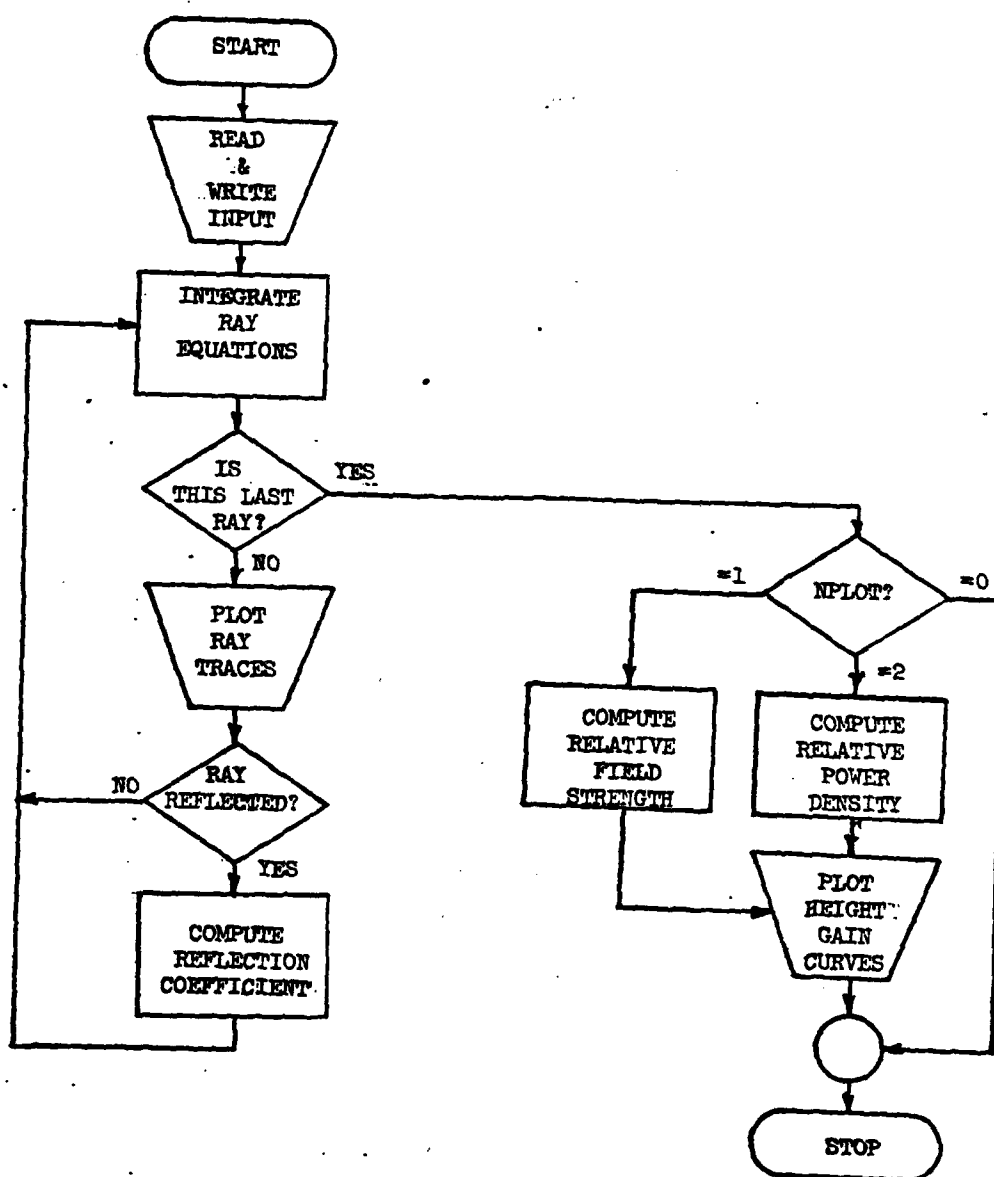 START
READ
&
WRITE
INPUT
INTEGRATE
RAY
EQUATIONS
IS
THIS LAST
RAY?
YES
NO
PLOT
RAY
TRACES
RAY
REFLECTED?
NO
YES
COMPUTE
REFLECTION
COEFFICIENT
NPLOT?
=1
=0
=2
COMPUTE
RELATIVE
FIELD
STRENGTH
COMPUTE
RELATIVE
POWER
DENSITY
PLOT
HEIGHT
GAIN
CURVES
STOP